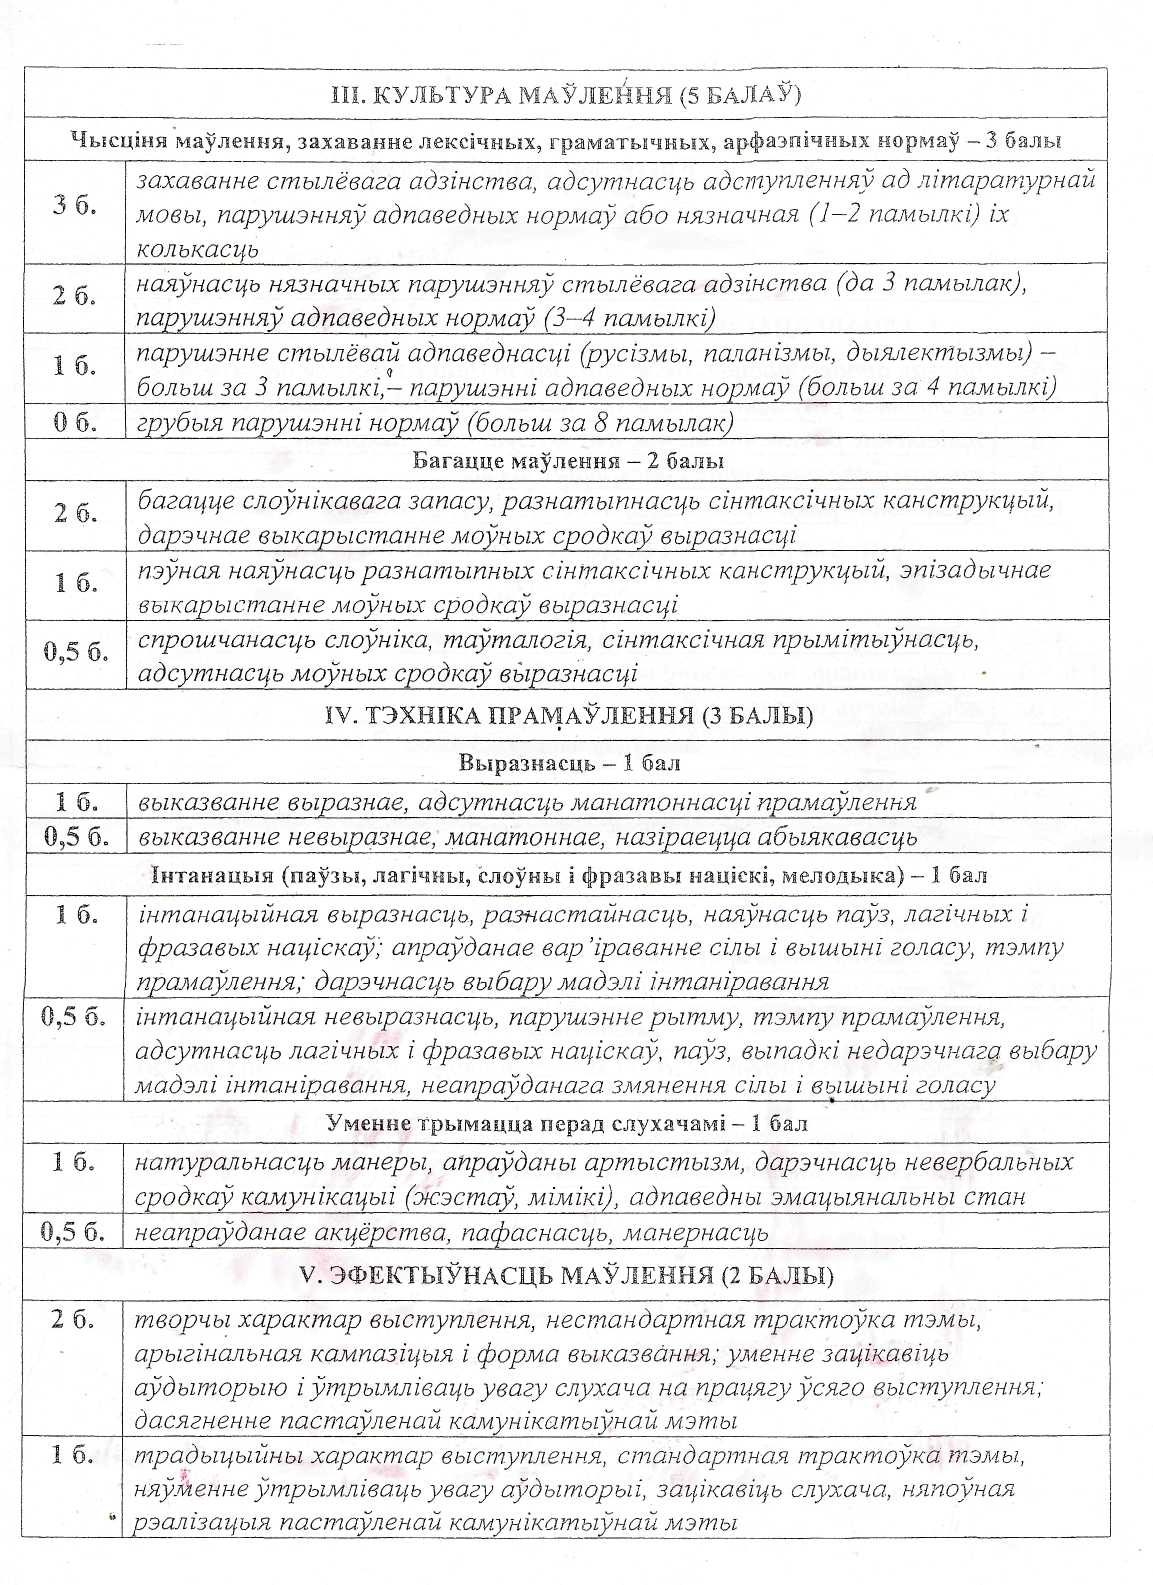 III. КУЛЬТУРА МАЎЛЕННЯ (5 БАЛАЎ)
Чысціня маўлення, захаванне лексічных, граматычных, арфаэпічных нормаў – 3 балы
3 б.
захаванне стылёвага адзінства, адсутнасць адступленняў ад літаратурнай
мовы, парушэнняў адпаведных нормаў або нязначная (1–2 памылкі) іх
колькасць
2 б.
наяўнасць нязначных парушэнняў стылёвага адзінства (да 3 памылак),
парушэнняў адпаведных нормаў (3–4 памылкі)
1 б.
парушэнне стылёвай адпаведнасці (русізмы, паланізмы, дыялектызмы) –
больш за 3 памылкі,– парушэнні адпаведных нормаў (больш за 4 памылкі)
0 б.
грубыя парушэнні нормаў (больш за 8 памылак)
Багацце маўлення – 2 балы
2 б.
багацце слоўнікавага запасу, разнатыпнасць сінтаксічных канструкцый,
дарэчнае выкарыстанне моўных сродкаў выразнасці
1 б.
пэўная наяўнасць разнатыпных сінтаксічных канструкцый, эпізадычнае
выкарыстанне моўных сродкаў выразнасці
0,5 б.
спрошчанасць слоўніка, таўталогія, сінтаксічная прымітыўнасць,
адсутнасць моўных сродкаў выразнасці
IV. ТЭХНІКА ПРАМАЎЛЕННЯ (3 БАЛЫ)
Выразнасць – 1 бал
1 б.
выказванне выразнае, адсутнасць манатоннасці прамаўлення
0,5 б.
выказванне невыразнае, манатоннае, назіраецца абыякавасць
Інтанацыя (паўзы, лагічны, слоўны і фразавы націскі, мелодыка) – 1 бал
1 б.
інтанацыйная выразнасць, разнастайнасць, наяўнасць паўз, лагічных і
фразавых націскаў; апраўданае вар’іраванне сілы і вышыні голасу, тэмпу
прамаўлення; дарэчнасць выбару мадэлі інтаніравання
0,5 б.
інтанацыйная невыразнасць, парушэнне рытму, тэмпу прамаўлення,
адсутнасць лагічных і фразавых націскаў, паўз, выпадкі недарэчнага выбару
мадэлі інтаніравання, неапраўданага змянення сілы і вышыні голасу
Уменне трымацца перад слухачамі – 1 бал
1 б.
натуральнасць манеры, апраўданы артыстызм, дарэчнасць невербальных
сродкаў камунікацыі (жэстаў, мімікі), адпаведны эмацыянальны стан
0,5 б.
неапраўданае акцёрства, пафаснасць, манернасць
V. ЭФЕКТЫЎНАСЦЬ МАЎЛЕННЯ (2 БАЛЫ)
2 б.
творчы характар выступлення, нестандартная трактоўка тэмы,
арыгінальная кампазіцыя і форма выказвання; уменне зацікавіць
аўдыторыю і ўтрымліваць увагу слухача на працягу ўсяго выступлення;
дасягненне пастаўленай камунікатыўнай мэты
1 б.
традыцыйны характар выступлення, стандартная трактоўка тэмы,
няўменне ўтрымліваць увагу аўдыторыі, зацікавіць слухача, няпоўная
рэалізацыя пастаўленай камунікатыўнай мэты